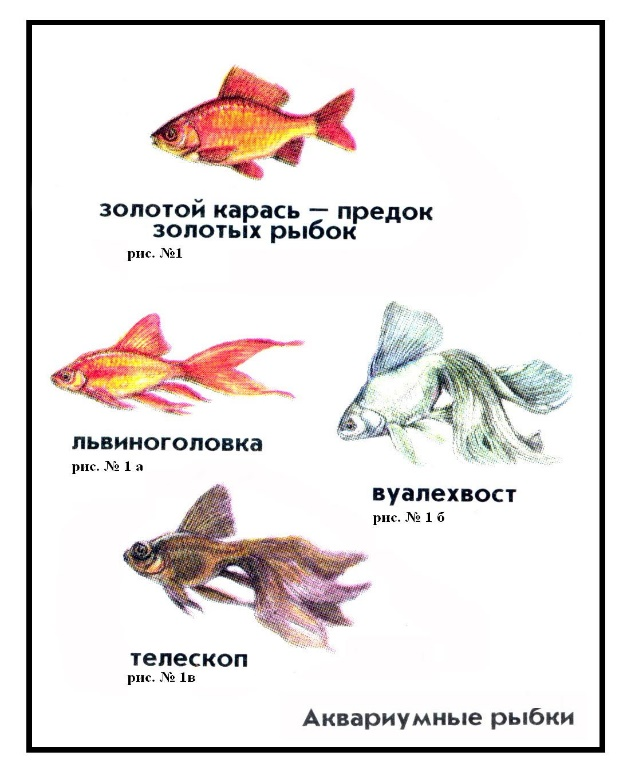 золотой карась — предок
золотых рыбок
рис. №1
львиноголовка
рис. № 1 а
вуалехвост
рис. № 1 б
телескоп
рис. № 1в
Аквариумные рыбки